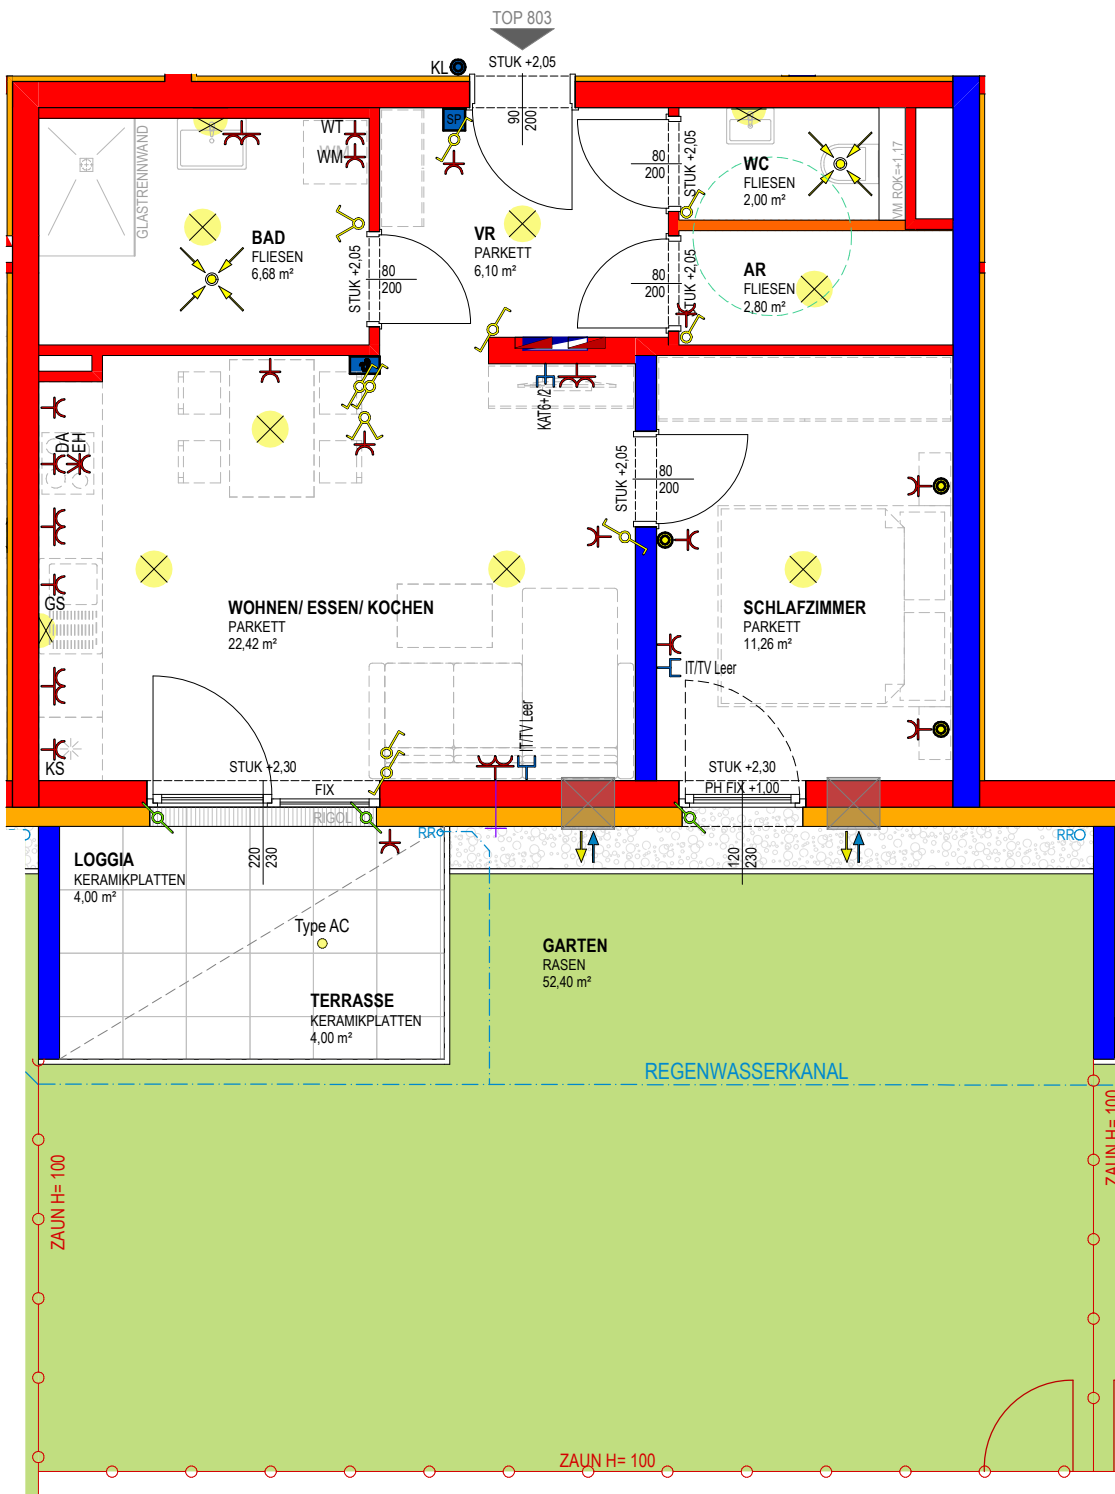 TOP 803
KL
STUK +2,05
90
200
SP
GLASTRENNWAND
WT
WM
WM
BAD
FLIESEN
6,68 m²
STUK +2,05
80
200
VR
PARKETT
6,10 m²
80
200
STUK +2,05
WC
FLIESEN
2,00 m²
VM ROK=+1,17
80
200
STUK +2,05
AR
FLIESEN
2,80 m²
KAT6+/2
DA
EH
GS
KS
STUK +2,05
80
200
WOHNEN/ ESSEN/ KOCHEN
PARKETT
22,42 m²
SCHLAFZIMMER
PARKETT
11,26 m²
IT/TV Leer
IT/TV Leer
STUK +2,30
FIX
RIGOL
STUK +2,30
PH FIX +1,00
RR
RR
220
230
120
230
LOGGIA
KERAMIKPLATTEN
4,00 m²
Type AC
TERRASSE
KERAMIKPLATTEN
4,00 m²
GARTEN
RASEN
52,40 m²
REGENWASSERKANAL
ZAUN H= 100
ZAUN H= 100
ZAUN H= 100